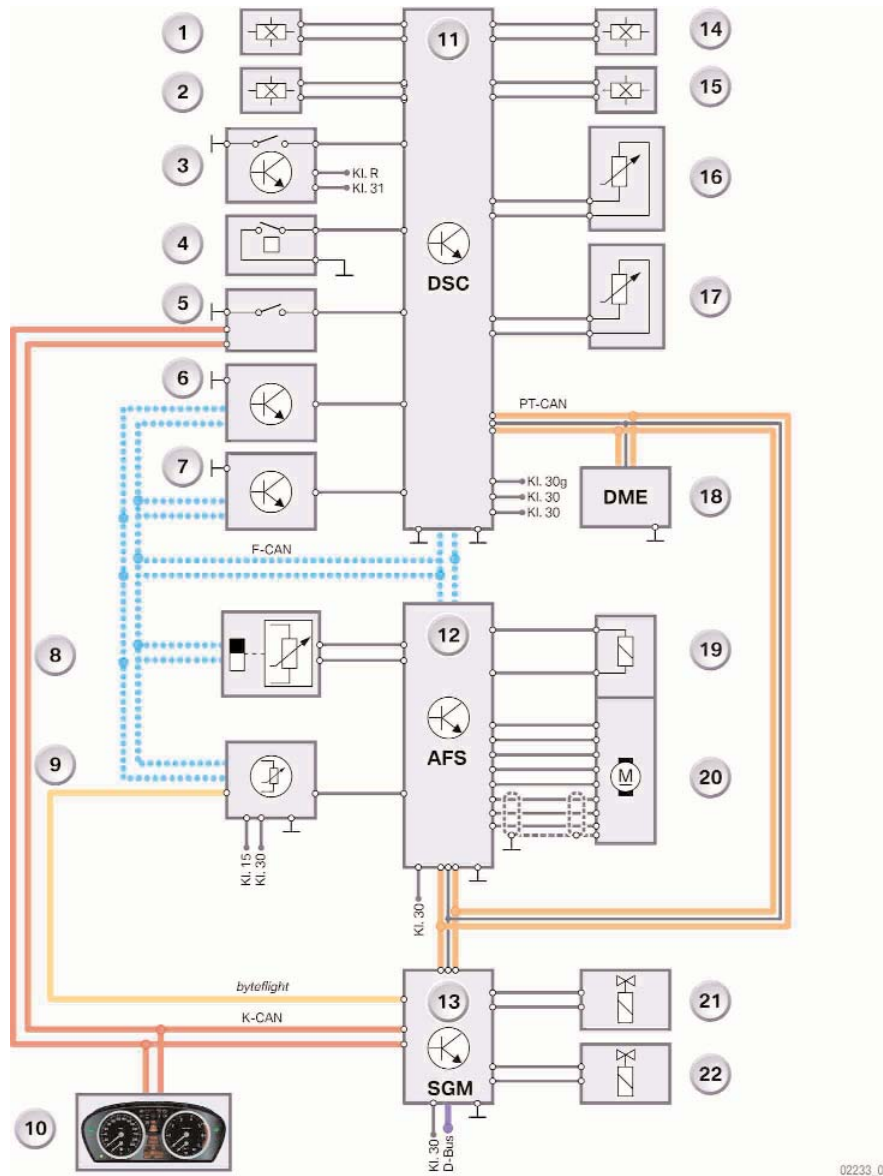 1
11
14
2
15
3
Kl. R
Kl. 31
16
4
DSC
5
17
6
PT-CAN
7
Kl. 30g
Kl. 30
Kl. 30
DME
18
F-CAN
12
8
19
AFS
9
M
20
Kl. 15
Kl. 30
Kl. 30
byteflight
13
21
K-CAN
SGM
22
10
Kl. 30
D-Bus
02233_0